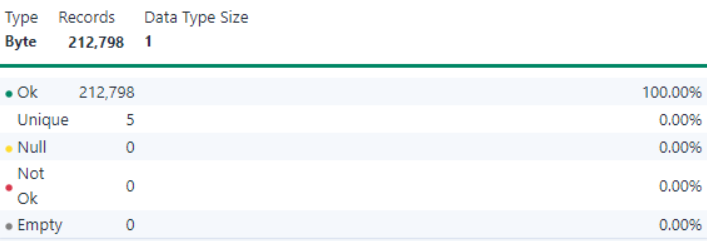 Type Records Data Type Size
Byte 212,798 1
Ok 212,798 100.00%
Unique 5 0.00%
Null 0 0.00%
Not
Ok 0 0.00%
Empty 0 0.00%